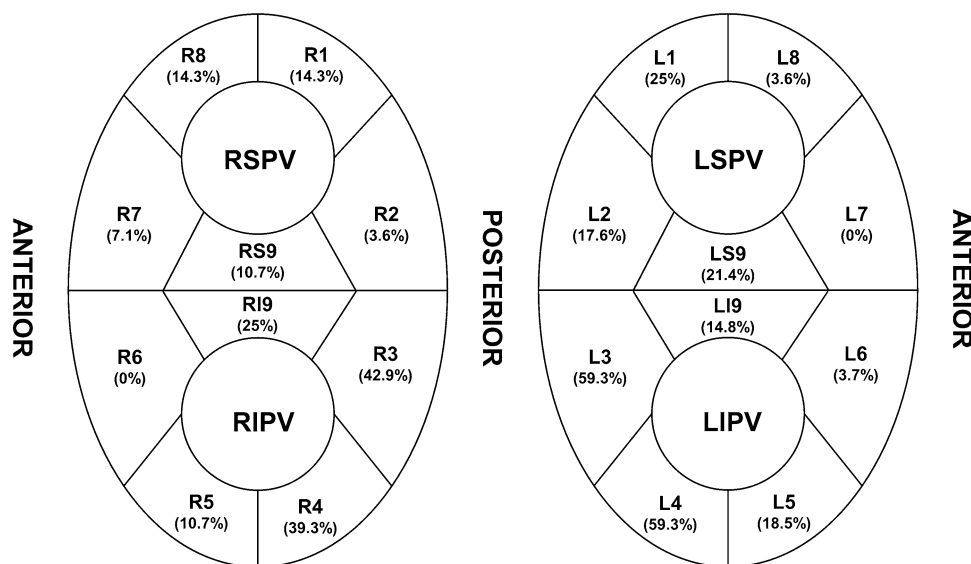 R8
(14.3%)
R1
(14.3%)
RSPV
R7
(7.1%)
R2
(3.6%)
RS9
(10.7%)
RI9
(25%)
R6
(0%)
R3
(42.9%)
RIPV
R5
(10.7%)
R4
(39.3%)
ANTERIOR
POSTERIOR
L1
(25%)
L8
(3.6%)
LSPV
L2
(17.6%)
L7
(0%)
LS9
(21.4%)
LI9
(14.8%)
L3
(59.3%)
L6
(3.7%)
LIPV
L4
(59.3%)
L5
(18.5%)
ANTERIOR